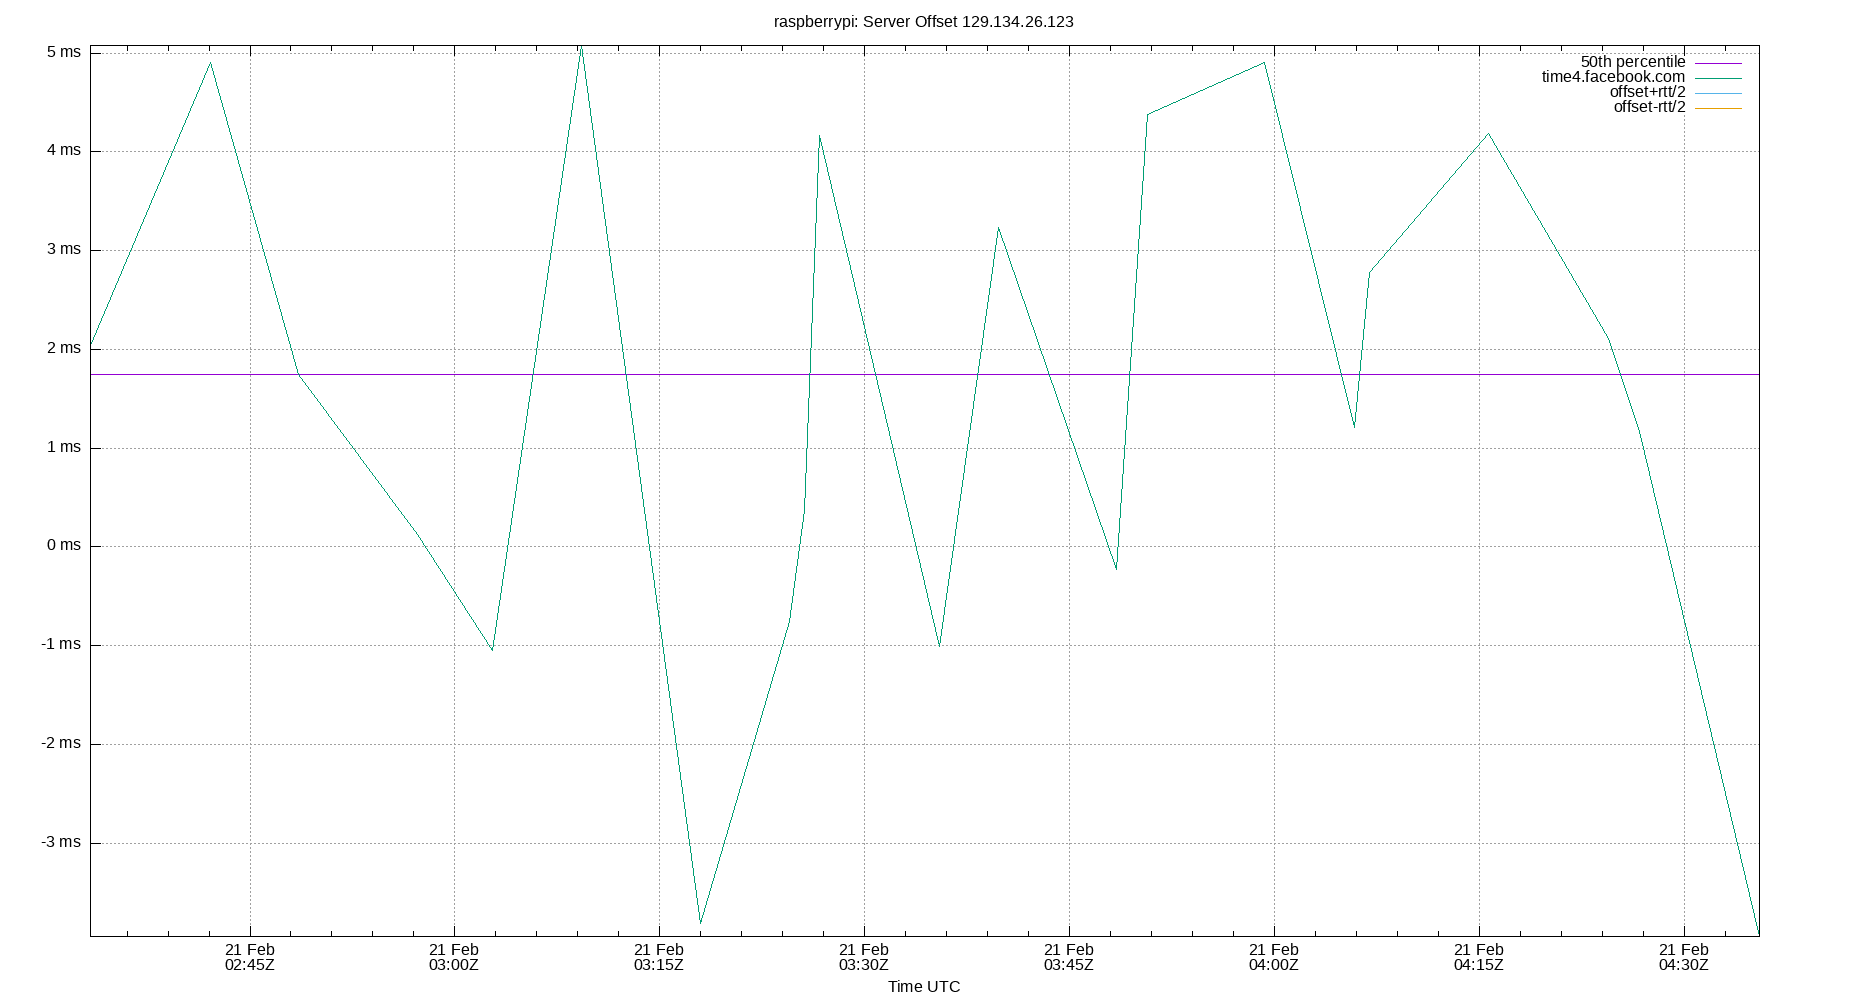 raspberrypi: Server Offset 129.134.26.123
5 ms
4 ms
3 ms
2 ms
1 ms
0 ms
-1 ms
-2 ms
-3 ms
50th percentile
time4.facebook.com
offset+rtt/2
offset-rtt/2
21 Feb 21 Feb 21 Feb 21 Feb 21 Feb 21 Feb 21 Feb 21 Feb
02:45Z 03:00Z 03:15Z 03:30Z 03:45Z 04:00Z 04:15Z 04:30Z
Time UTC